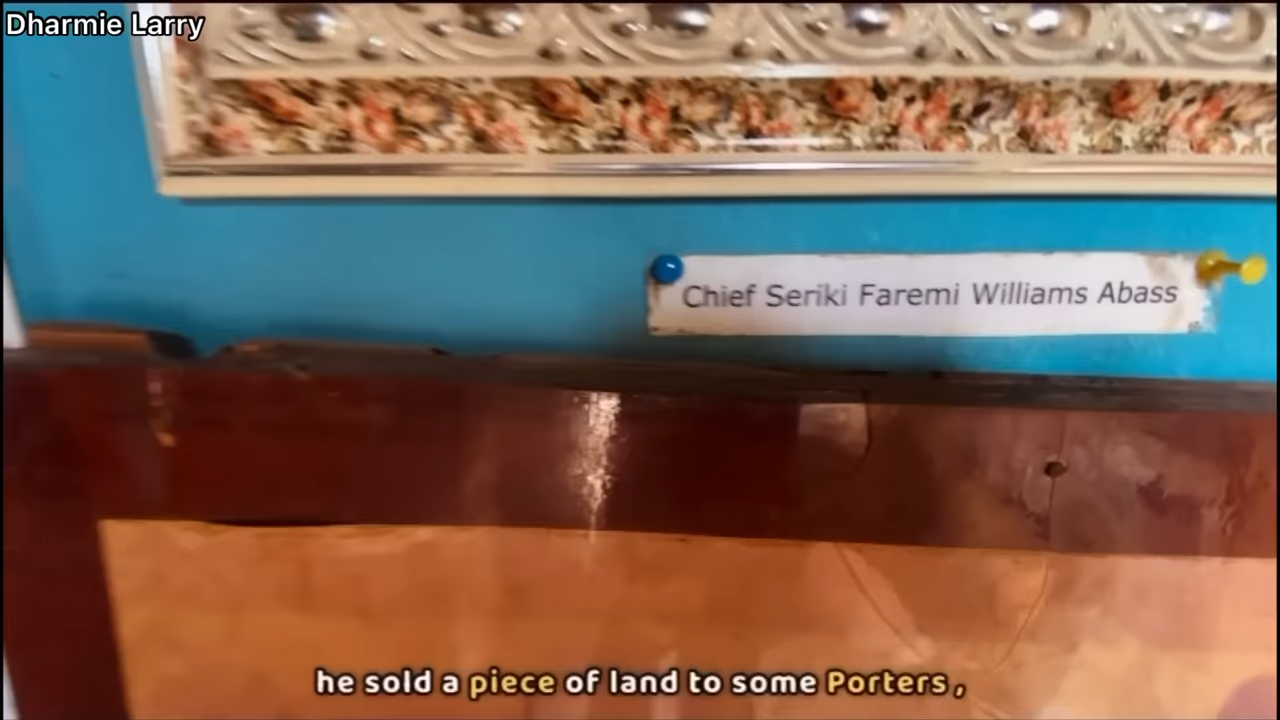 Dharmie Larry
Chief Seriki Faremi Williams Abass
he sold a piece of land to some Porters ,